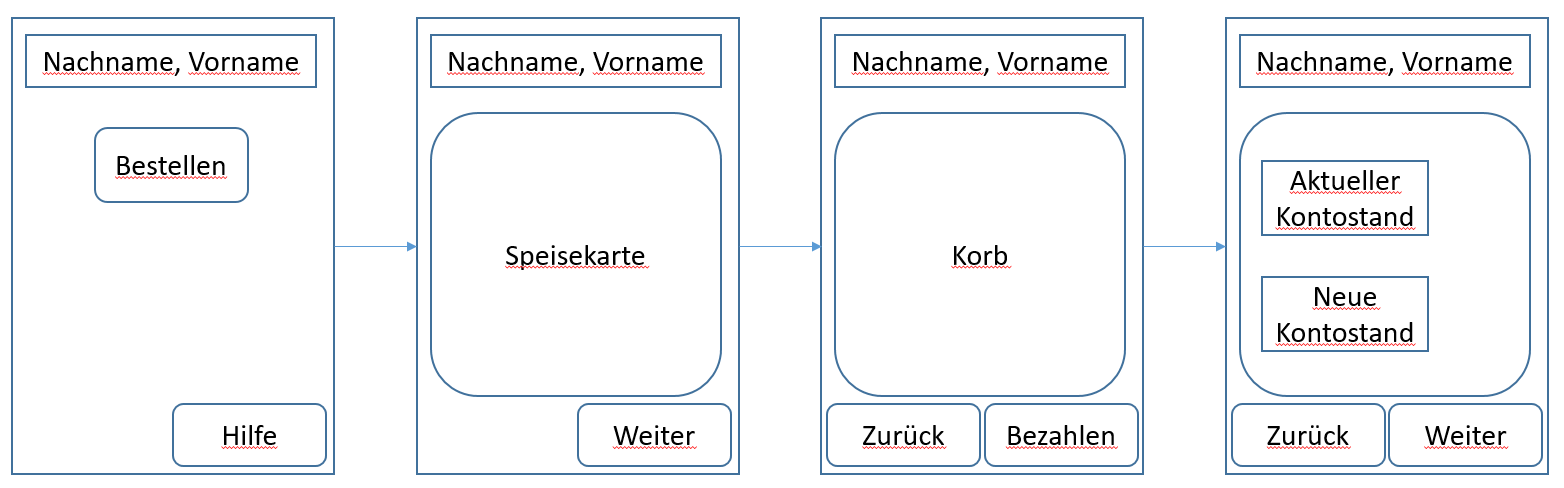 Nachname, Vorname
Bestellen
Hilfe
Nachname, Vorname
Speisekarte
Weiter
Nachname, Vorname
Korb
Zurück
Bezahlen
Nachname, Vorname
Aktueller
Kontostand
Neue
Kontostand
Zurück
Weiter